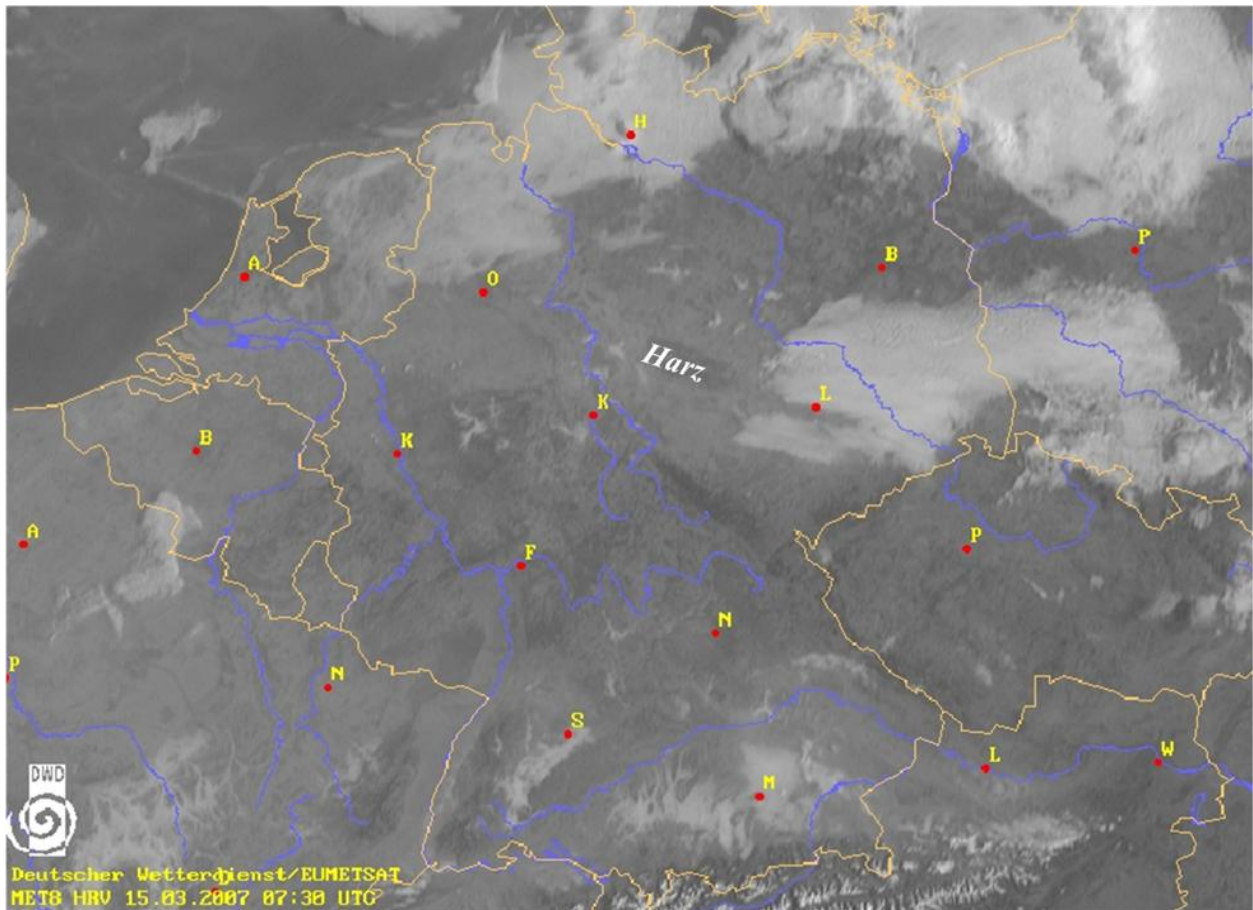 H
P
A
B
O
Harz
L
K
B
K
A
P
F
N
P
N
S
L
W
M
DWD
Deutscher Wetterdienst/EUMETSAT
MET8 HRV 15.03.2007 07:30 UTC